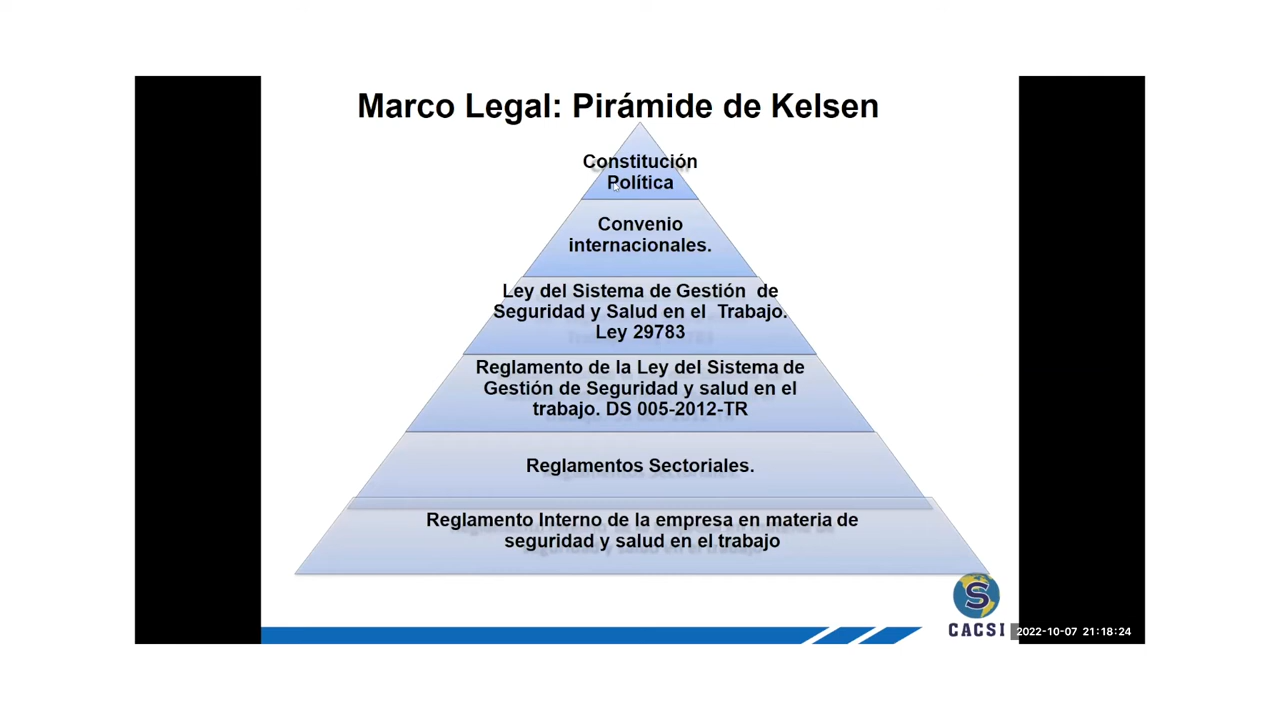 Marco Legal: Pirámide de Kelsen
Constitución
Política
Convenio
internacionales.
Ley del Sistema de Gestión de
Seguridad y Salud en el Trabajo.
Ley 29783
Reglamento de la Ley del Sistema de
Gestión de Seguridad y salud en el
trabajo. DS 005-2012-TR
Reglamentos Sectoriales.
Reglamento Interno de la empresa en materia de
seguridad y salud en el trabajo
S
CACSI
2022-10-07 21:18:24